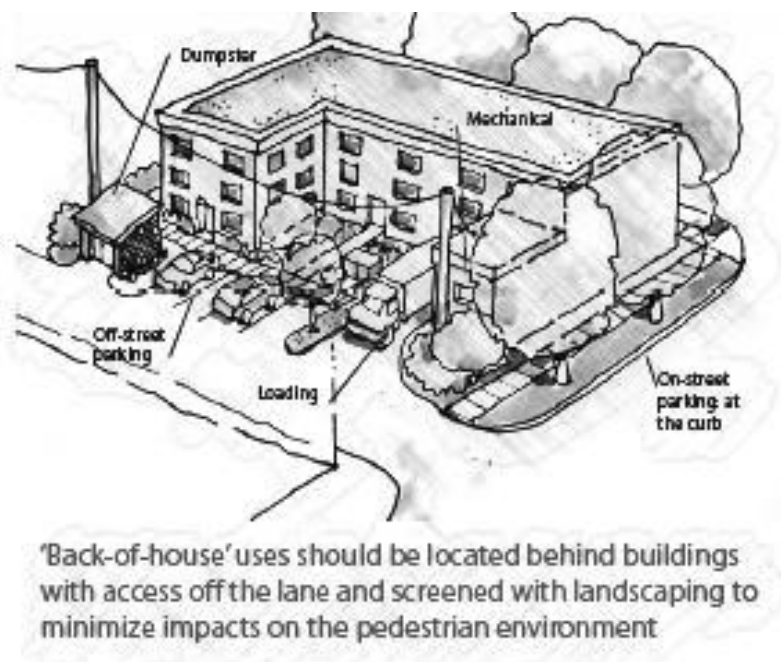 Dumpster
Mechanical
Off-street
parking
Loading
On-street
parking: at
the curb
'Back-of-house' uses should be located behind buildings
with access off the lane and screened with landscaping to
minimize impacts on the pedestrian environment